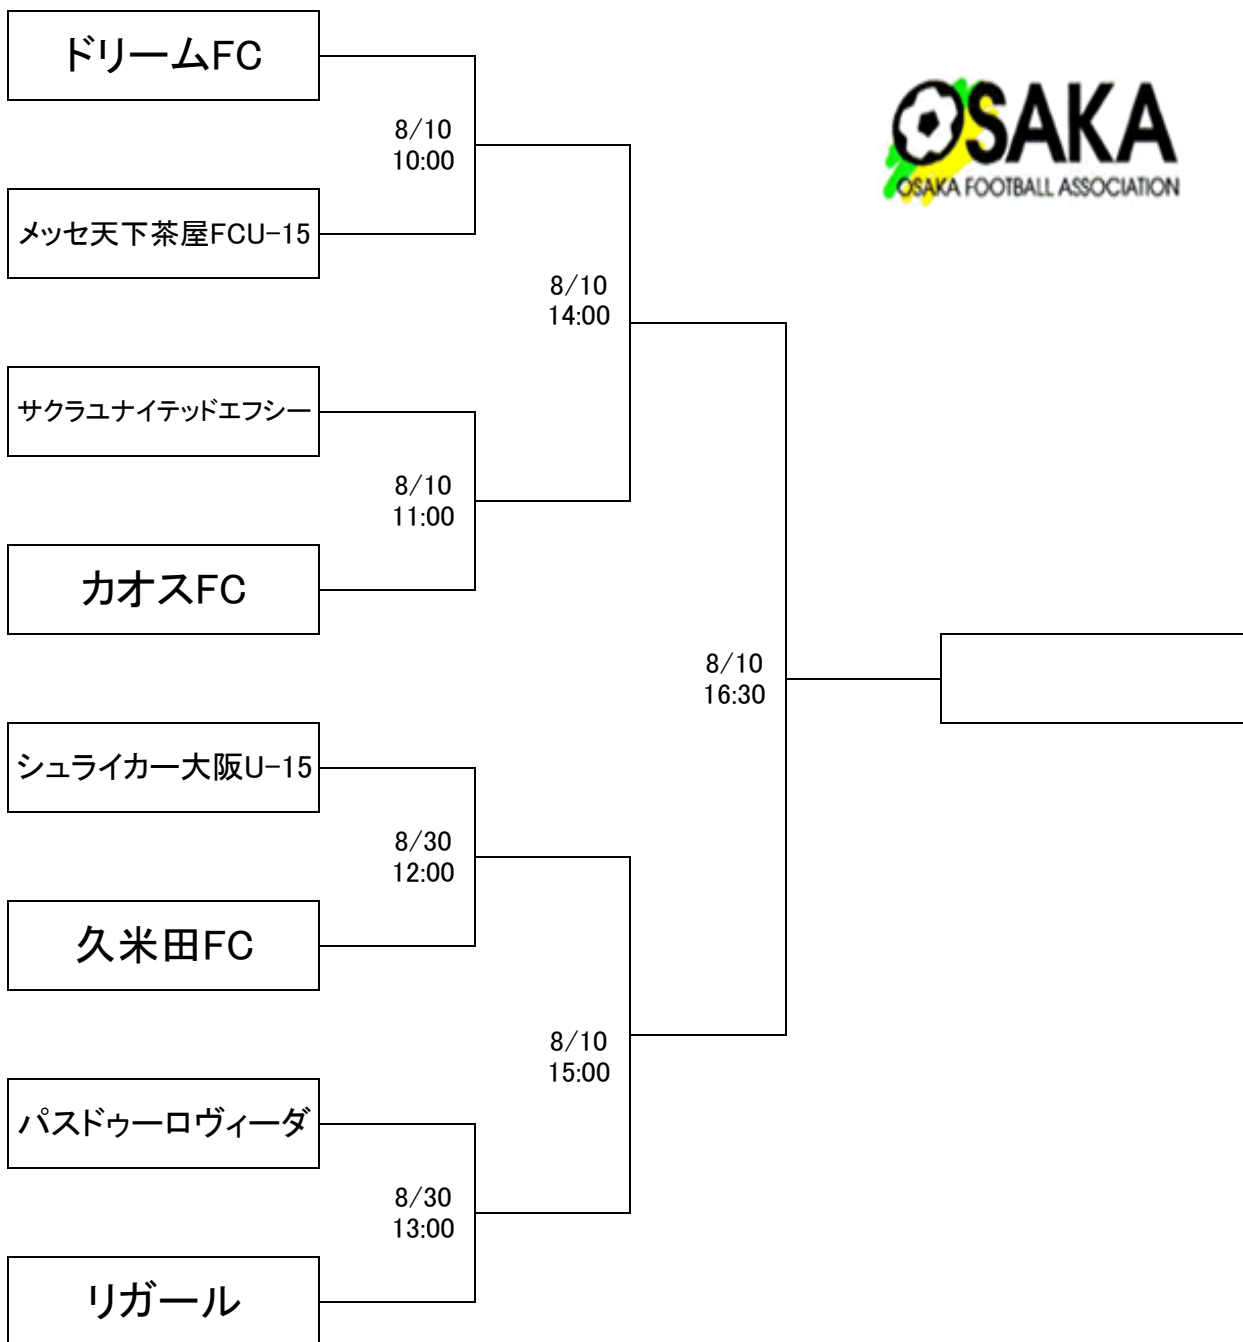 ドリームFC
8/10
10:00
OSAKA
OSAKA FOOTBALL ASSOCIATION
メッセ天下茶屋FCU-15
8/10
14:00
サクラユナイテッドエフシー
8/10
11:00
カオスFC
8/10
16:30
シュライカー大阪U-15
8/30
12:00
久米田FC
8/10
15:00
パスドゥーロヴィーダ
8/30
13:00
リガール